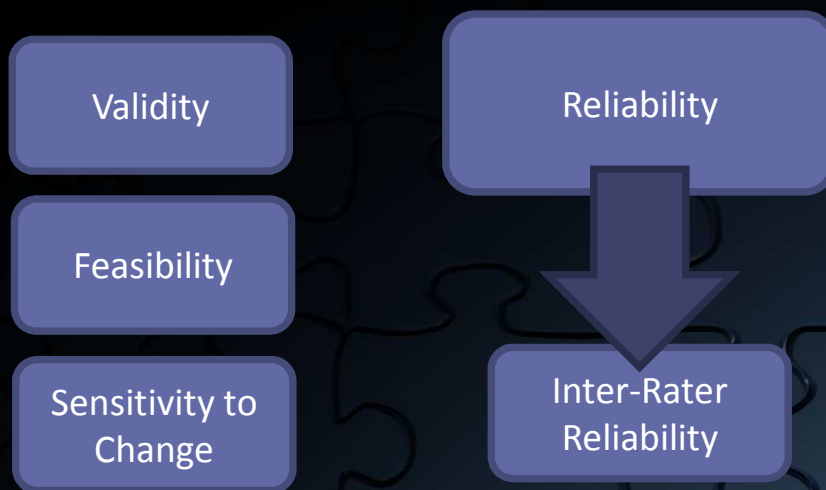 Validity
Reliability
Feasibility
Sensitivity to
Change
Inter-Rater
Reliability